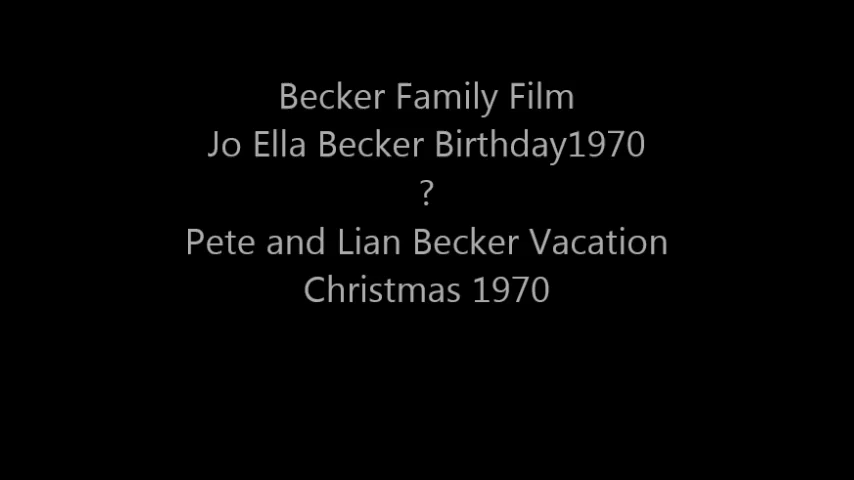 Becker Family Film
Jo Ella Becker Birthday1970
?
Pete and Lian Becker Vacation
Christmas 1970